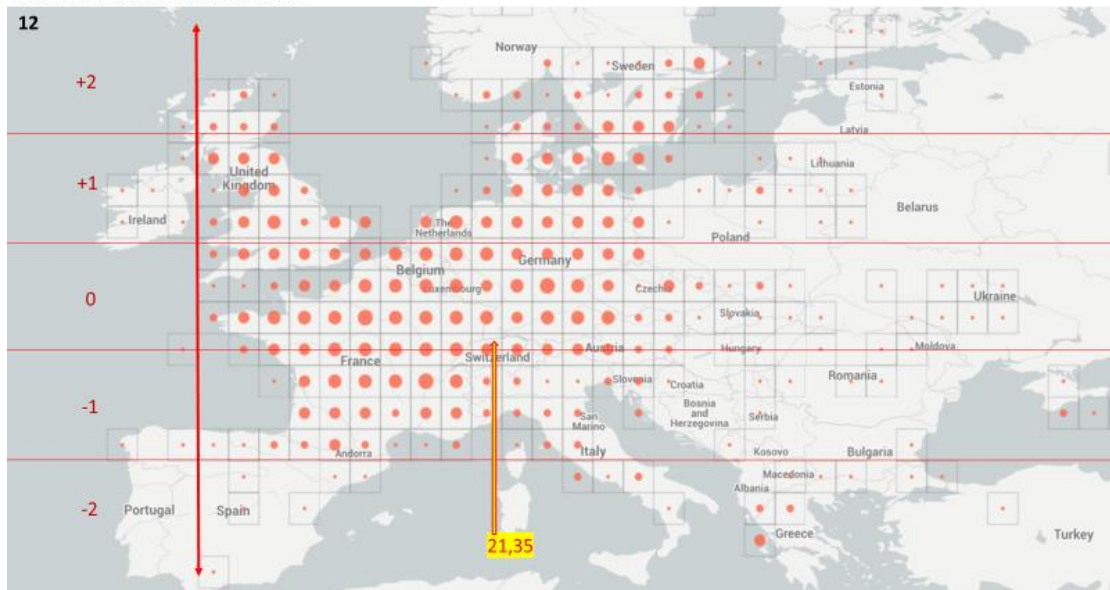 12
Norway
+2
Sweden
Estonia
Latvia
United
Kingdom
Lithuania
+1
Ireland
Belarus
The
Netherlands
Poland
Germany
Belgium
Luxembourg
Czechia
0
Ukraine
Slovakia
Switzerland
Austria
Hungary
Moldova
France
Slovenia
Croatia
Romania
-1
Bosnia
and
Herzegovina
San
Marino
Serbia
Andorra
Italy
Kosovo
Bulgaria
Macedonia
Albania
-2
Portugal
Spain
Greece
Turkey
21,35